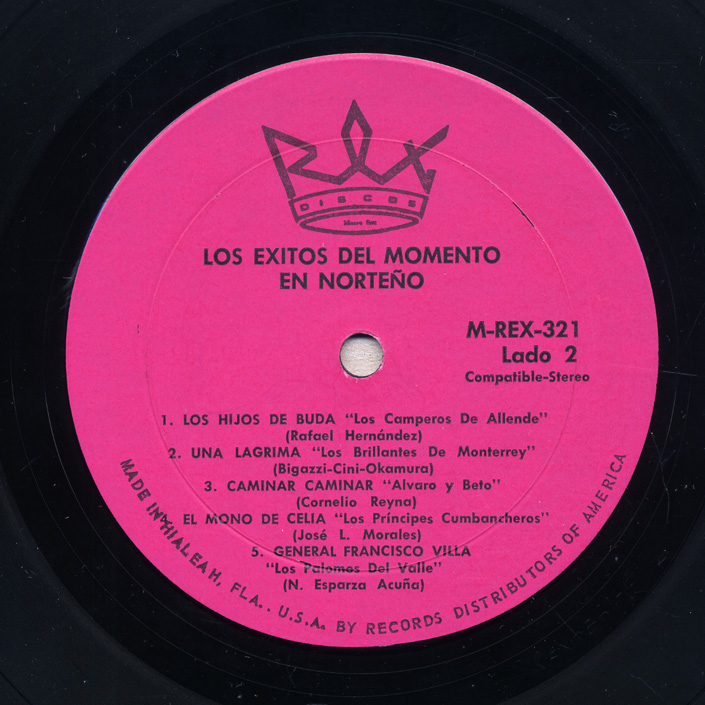 REX
DISCOS
LOS EXITOS DEL MOMENTO
EN NORTEÑO
M-REX-321
Lado 2
Compatible-Stereo
1. LOS HIJOS DE BUDA "Los Camperos De Allende"
(Rafael Hernández)
2. UNA LAGRIMA "Los Brillantes De Monterrey"
(Bigazzi-Cini-Okamura)
3. CAMINAR CAMINAR "Alvaro y Beto"
(Cornelio Reyna)
EL MONO DE CELIA "Los Príncipes Cumbancheros"
(José L. Morales)
5. GENERAL FRANCISCO VILLA
"Los Palomos Del Valle"
(N. Esparza Acuña)
MADE IN HIALEAH, FLA.. U.S.A. BY RECORDS DISTRIBUTORS OF AMERICA